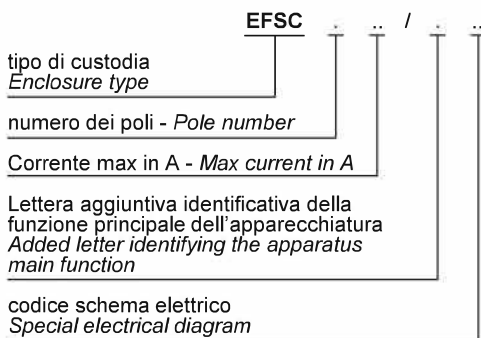 EFSC . .. / . ..
tipo di custodia
Enclosure type
numero dei poli - Pole number
Corrente max in A - Max current in A
Lettera aggiuntiva identificativa della
funzione principale dell'apparecchiatura
Added letter identifying the apparatus
main function
codice schema elettrico
Special electrical diagram